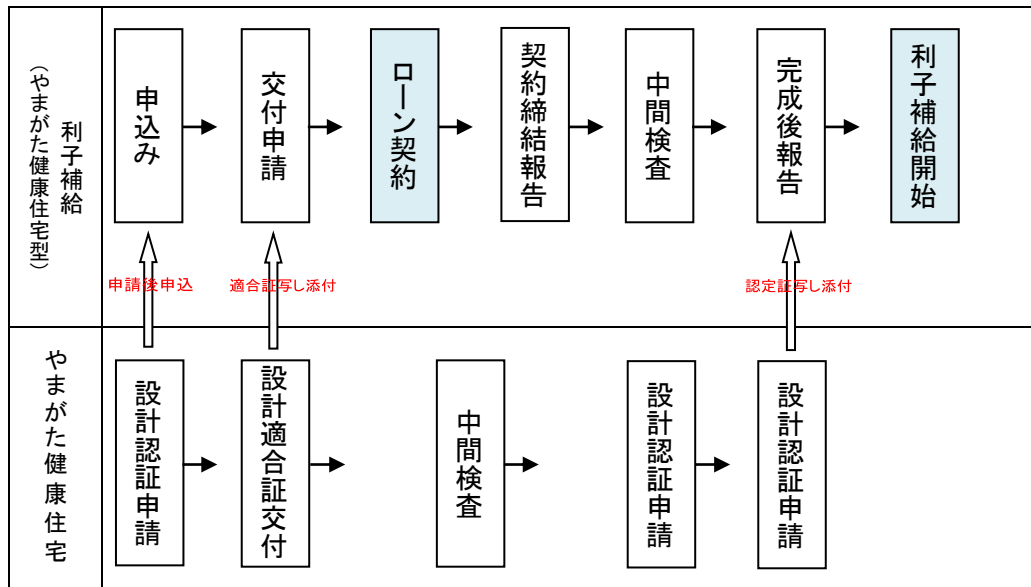 利子補給
（やまがた健康住宅型）
申込み
交付申請
ローン契約
契約締結報告
中間検査
完成後報告
利子補給開始
申請後申込
適合証写し添付
認定証写し添付
やまがた健康住宅
設計認証申請
設計適合証交付
中間検査
設計認証申請
設計認証申請